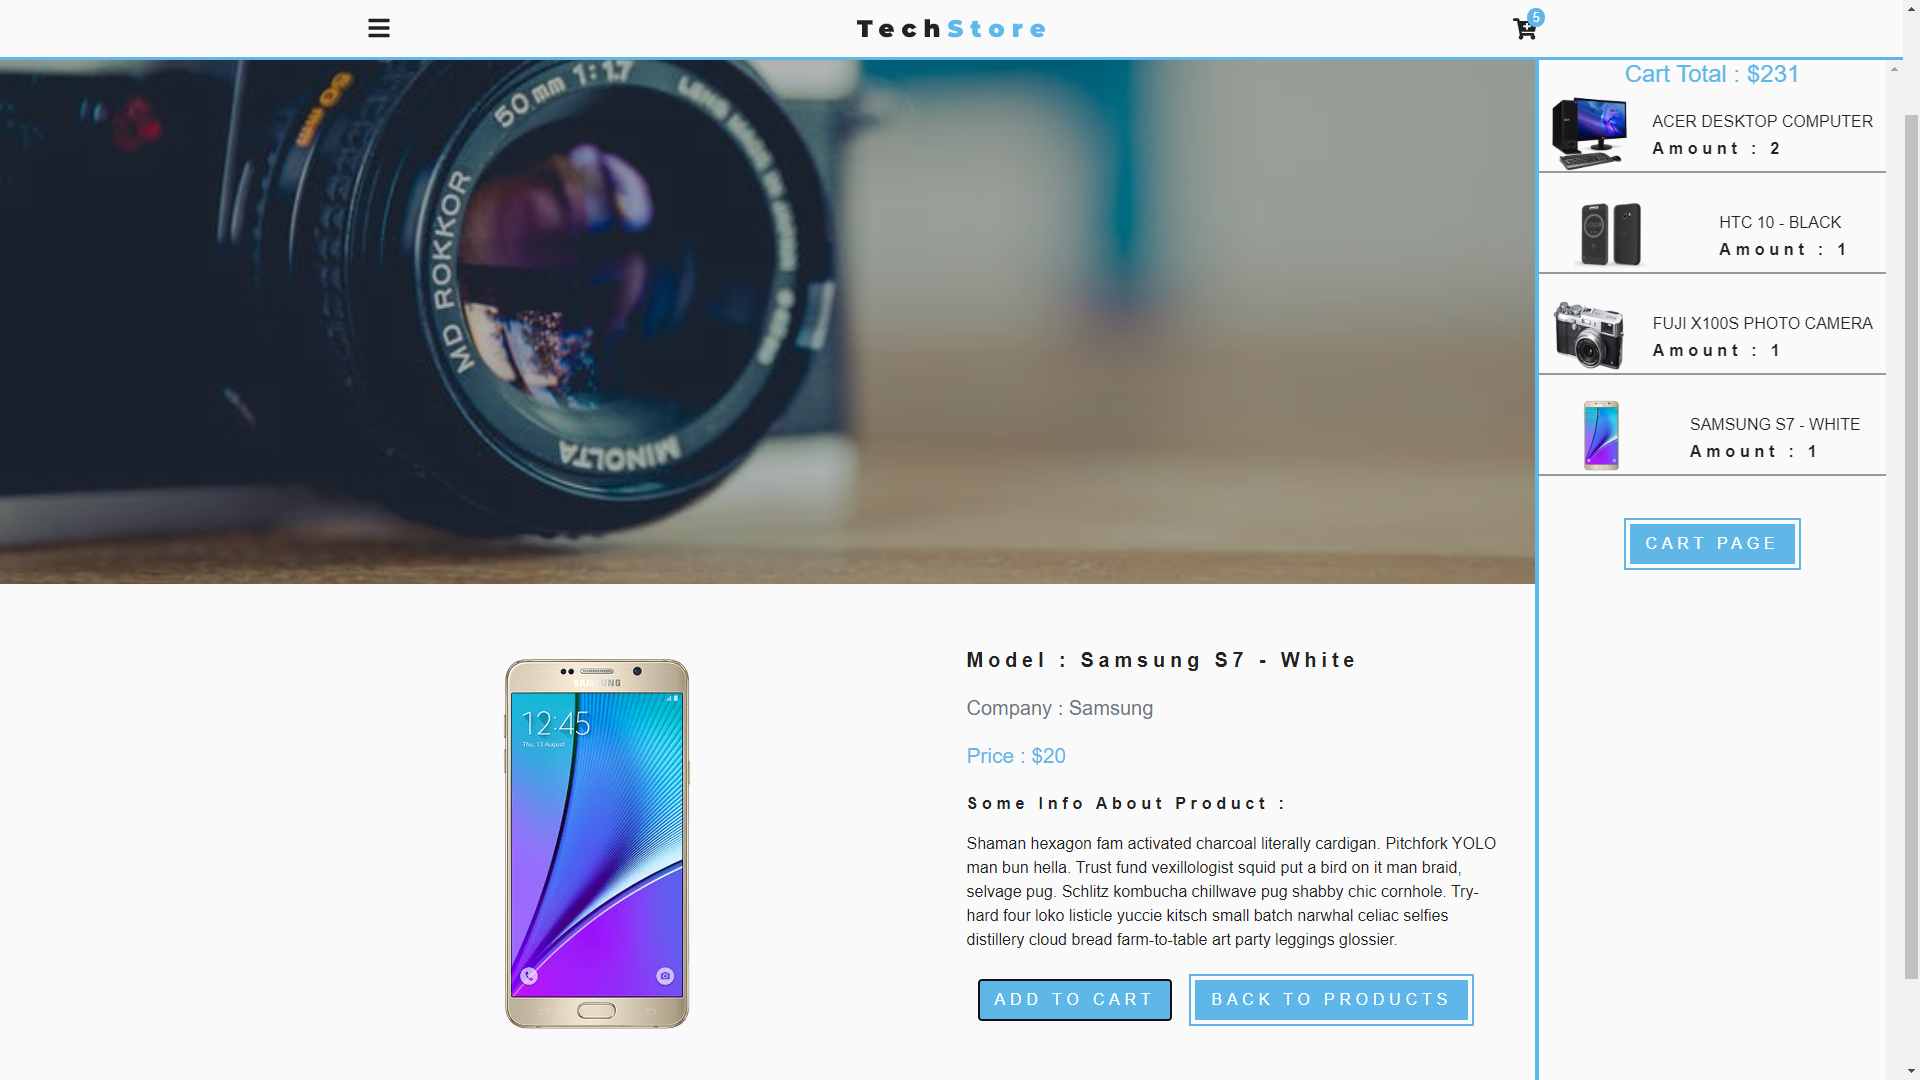 TechStore
5
50mm 1:1.7
MD ROKKOR
MINOLTA
Cart Total : $231
ACER DESKTOP COMPUTER
Amount : 2
HTC 10 - BLACK
Amount : 1
FUJI X100S PHOTO CAMERA
Amount : 1
SAMSUNG S7 - WHITE
Amount : 1
CART PAGE
SAMSUNG
12:45
Thu, 13 August
Model : Samsung S7 - White
Company : Samsung
Price : $20
Some Info About Product :
Shaman hexagon fam activated charcoal literally cardigan. Pitchfork YOLO
man bun hella. Trust fund vexillologist squid put a bird on it man braid,
selvage pug. Schlitz kombucha chillwave pug shabby chic cornhole. Try-
hard four loko listicle yuccie kitsch small batch narwhal celiac selfies
distillery cloud bread farm-to-table art party leggings glossier.
ADD TO CART
BACK TO PRODUCTS